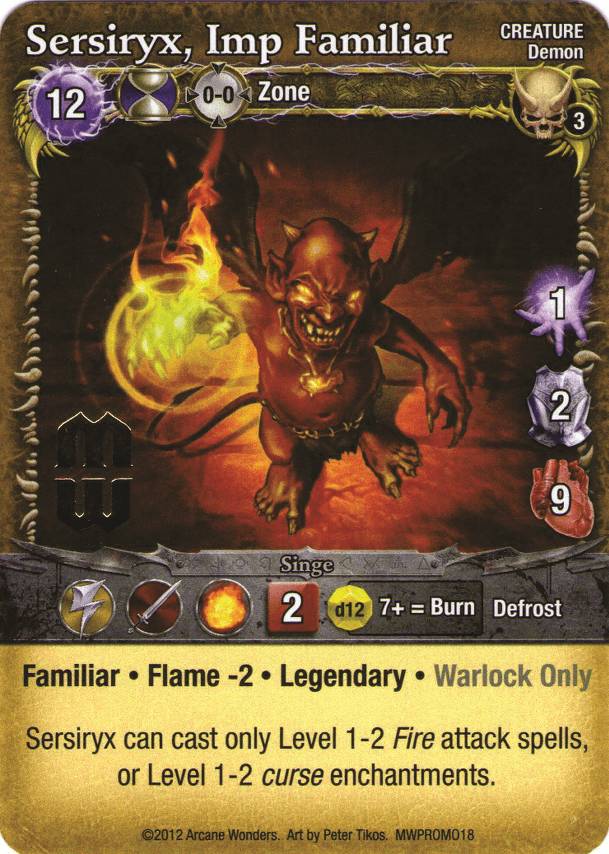 Sersiryx, Imp Familiar
CREATURE
Demon
12
0-0 Zone
3
1
2
9
MW
Singe
2 d12 7+ = Burn Defrost
Familiar • Flame -2 • Legendary • Warlock Only
Sersiryx can cast only Level 1-2 Fire attack spells,
or Level 1-2 curse enchantments.
©2012 Arcane Wonders. Art by Peter Tikos. MWPROMO18